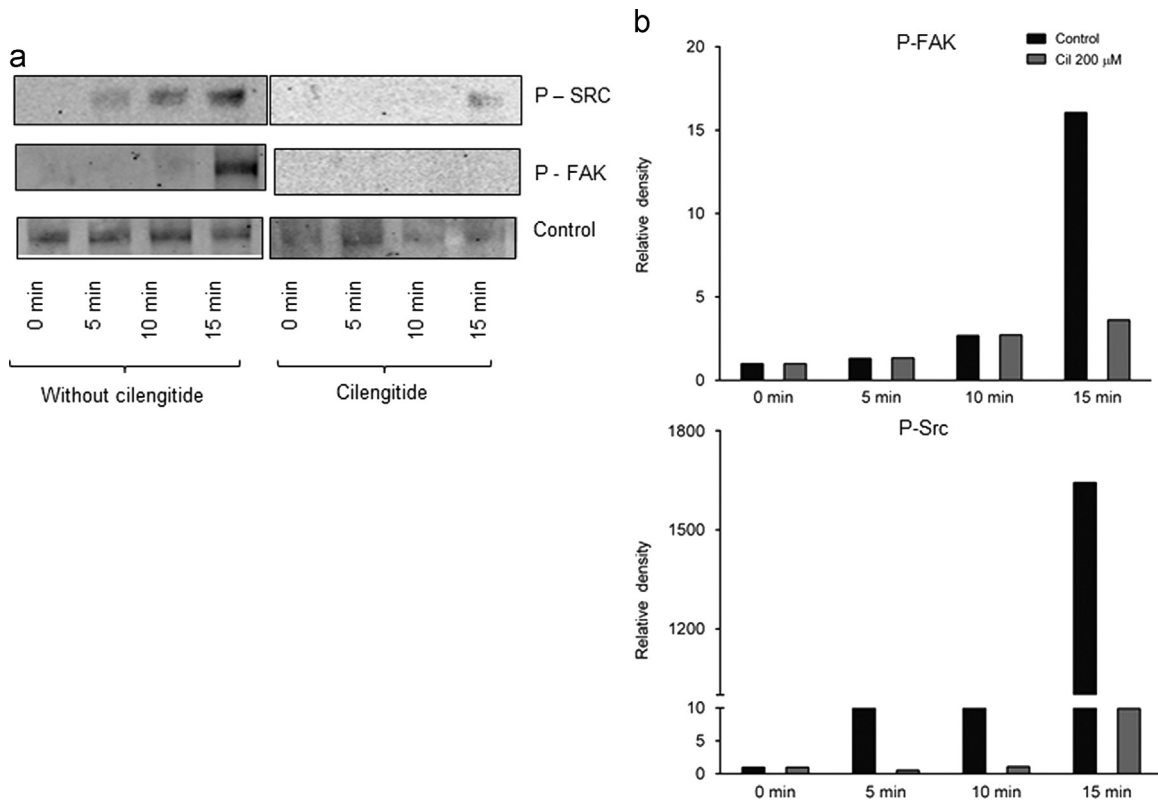 a
P – SRC
P - FAK
Control
0 min
5 min
10 min
15 min
0 min
5 min
10 min
15 min
Without cilengitide
Cilengitide
b
P-FAK
Control
Cil 200 μM
Relative density
20
15
10
5
0
0 min
5 min
10 min
15 min
P-Src
Relative density
1800
1500
1200
10
5
0
0 min
5 min
10 min
15 min